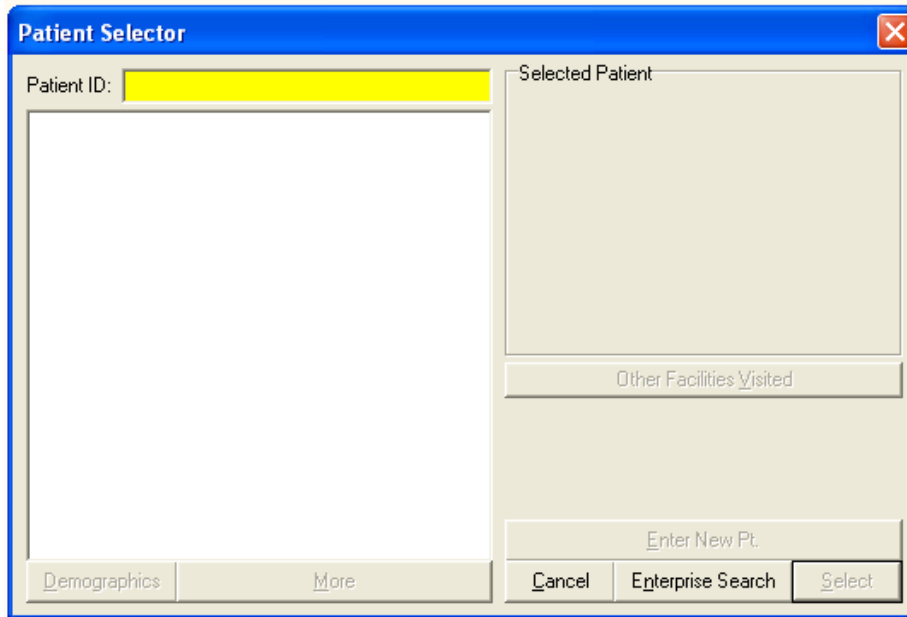 Patient Selector
Patient ID:
Selected Patient
Other Facilities Visited
Enter New Pt.
Demographics More
Cancel Enterprise Search Select